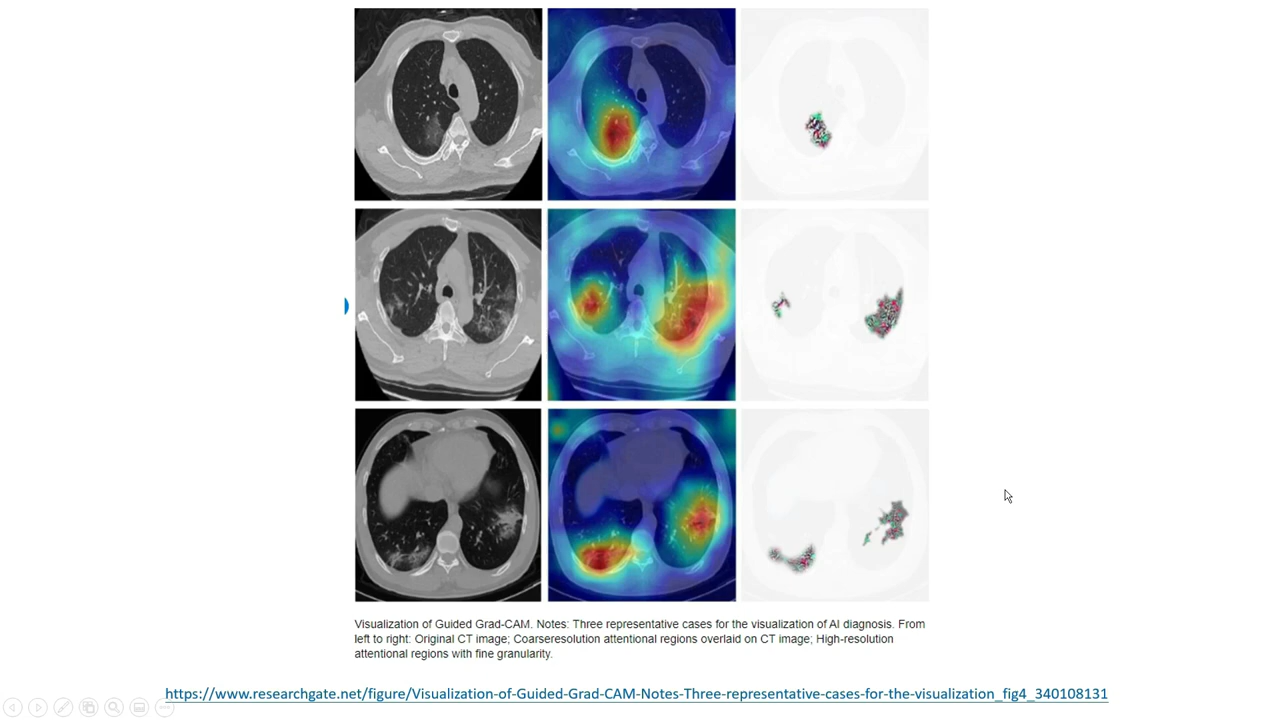 Visualization of Guided Grad-CAM. Notes: Three representative cases for the visualization of AI diagnosis. From
left to right: Original CT image; Coarseresolution attentional regions overlaid on CT image; High-resolution
attentional regions with fine granularity.
https://www.researchgate.net/figure/Visualization-of-Guided-Grad-CAM-Notes-Three-representative-cases-for-the-visualization_fig4_340108131